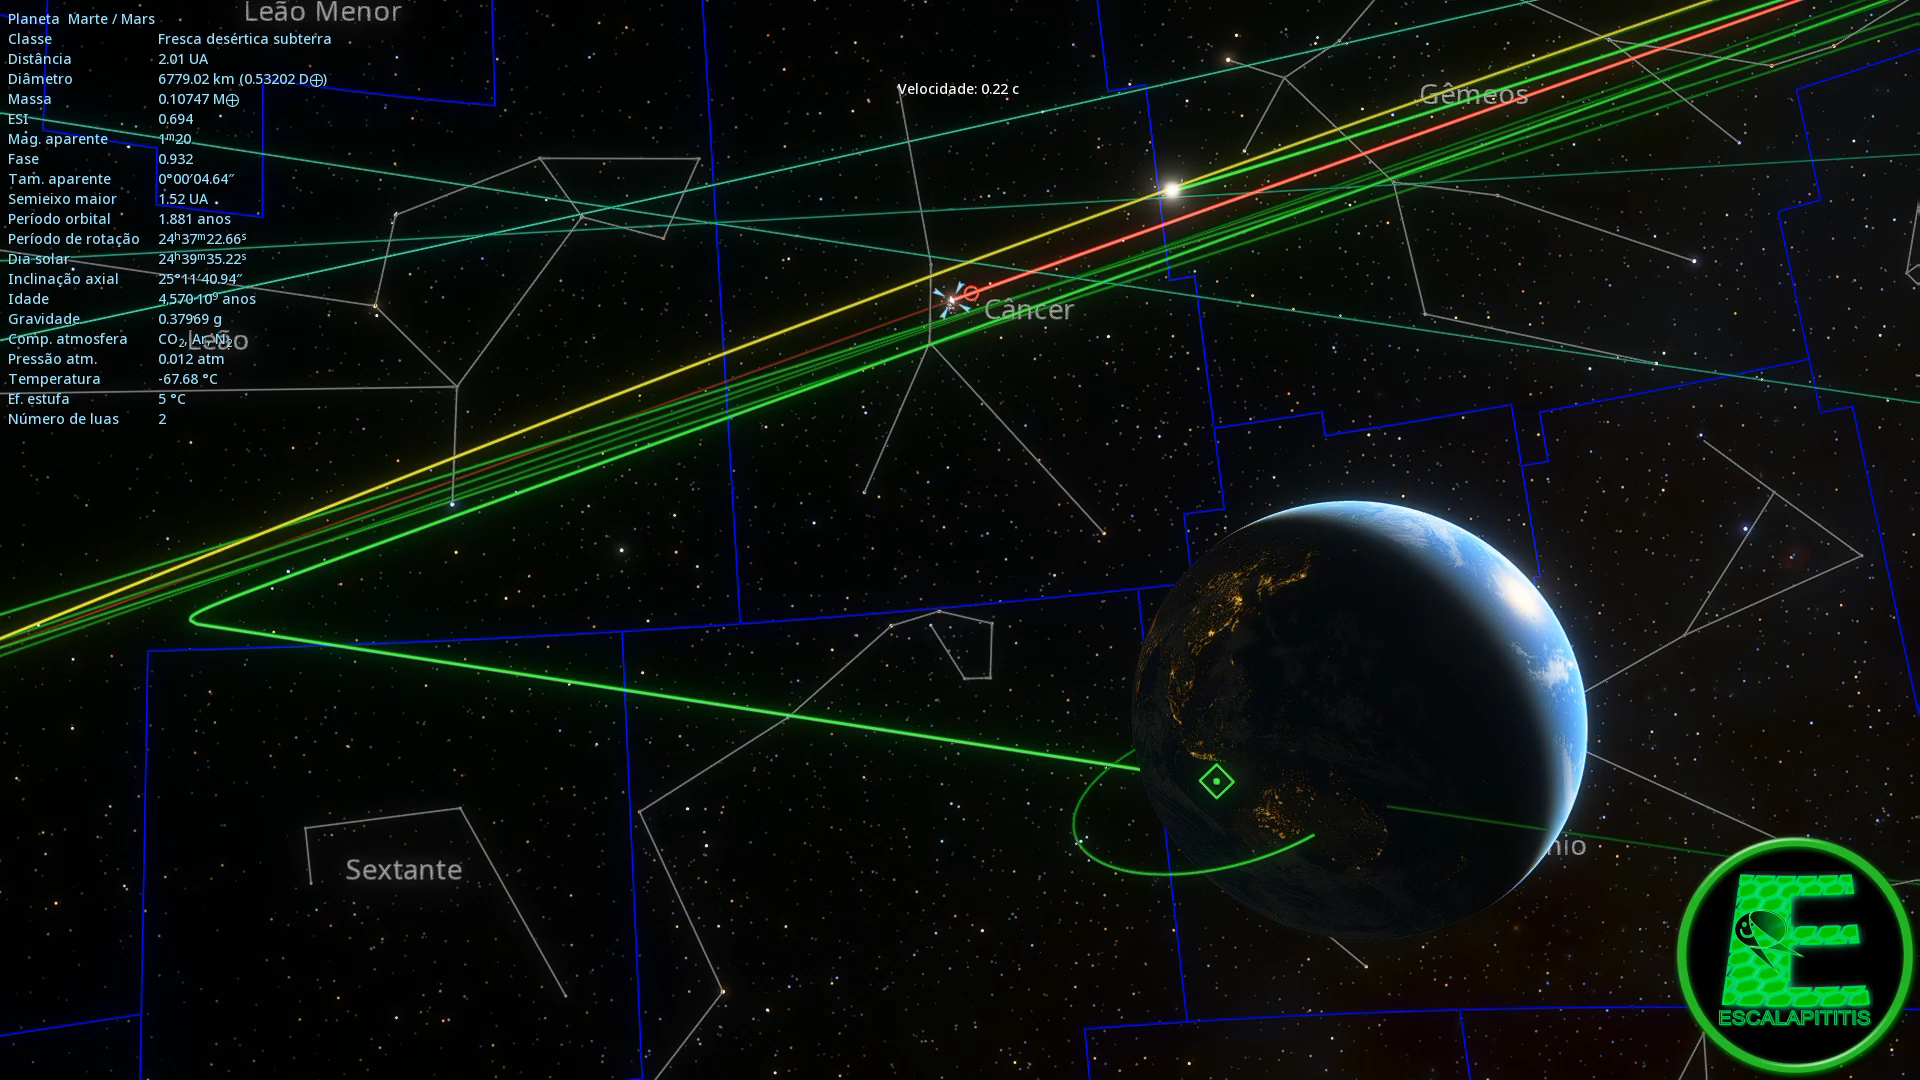 Leão Menor
Planeta Marte / Mars
Classe Fresca desértica subterra
Distância 2.01 UA
Diâmetro 6779.02 km (0.53202 D⊕)
Massa 0.10747 M⊕
ESI 0.694
Mag. aparente 1ᵐ20
Fase 0.932
Tam. aparente 0°00′04.64″
Semieixo maior 1.52 UA
Período orbital 1.881 anos
Período de rotação 24ʰ37ᵐ22.66ˢ
Dia solar 24ʰ39ᵐ35.22ˢ
Inclinação axial 25°11′40.94″
Idade 4.570·10⁹ anos
Gravidade 0.37969 g
Comp. atmosfera CO₂, Ar, N₂
Pressão atm. 0.012 atm
Temperatura -67.68 °C
Ef. estufa 5 °C
Número de luas 2
Velocidade: 0.22 c
Gêmeos
Câncer
Leão
Sextante
nio
ESCALAPITITIS